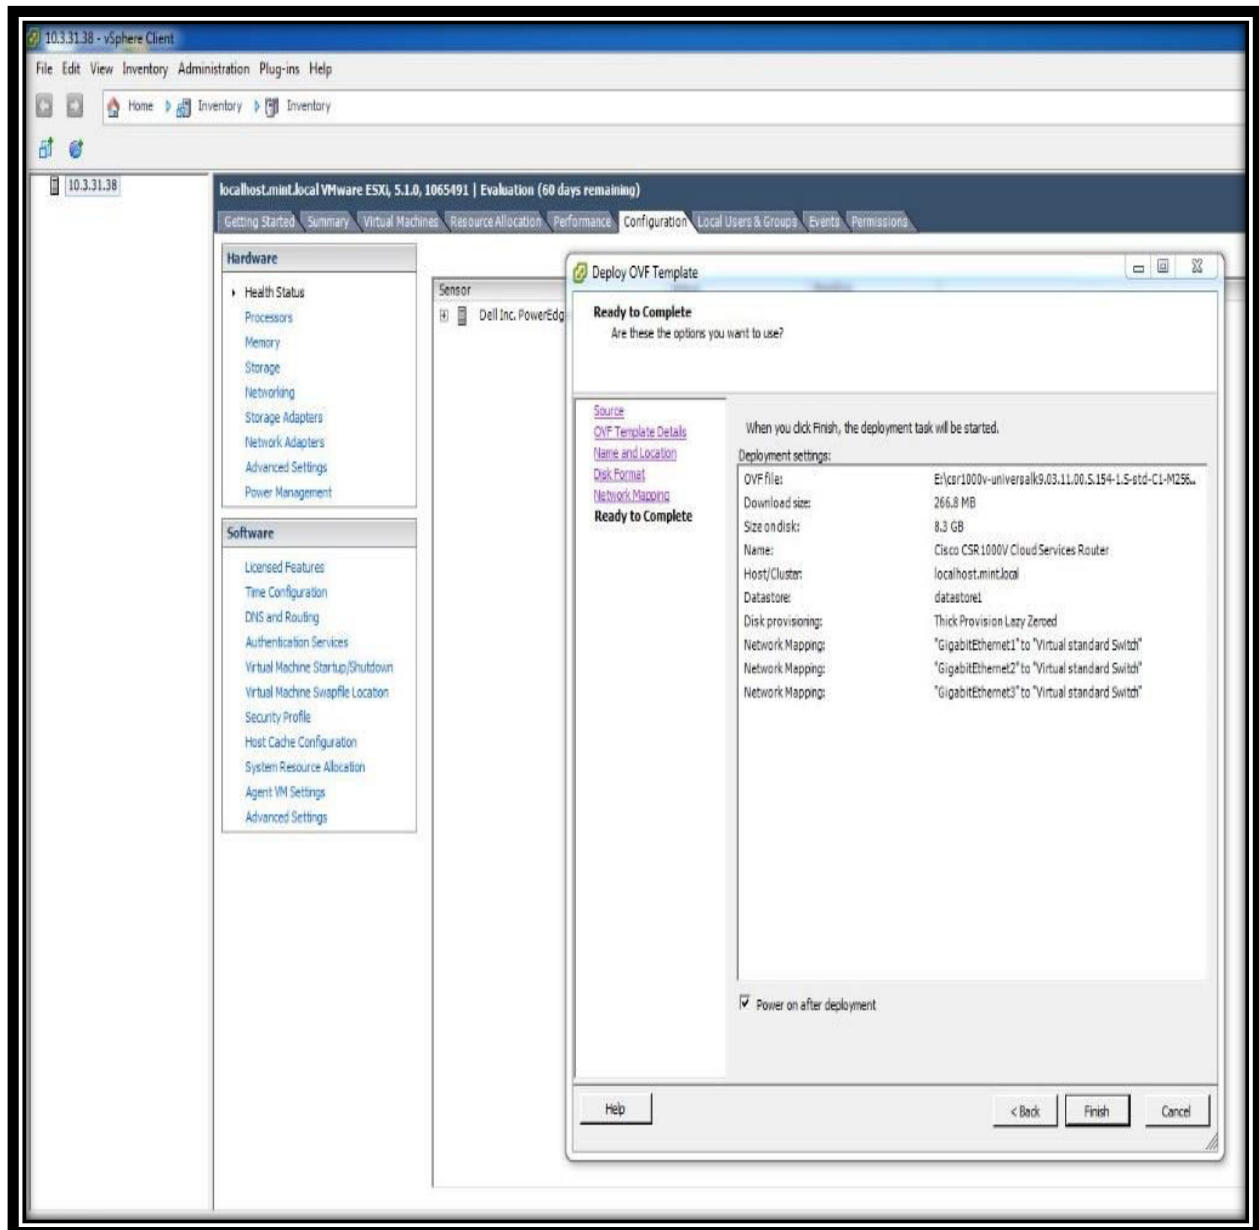 10.3.31.38 - vSphere Client
File Edit View Inventory Administration Plug-ins Help
Home Inventory Inventory
10.3.31.38
localhost.mint.local VMware ESXi, 5.1.0, 1065491 | Evaluation (60 days remaining)
Getting Started Summary Virtual Machines Resource Allocation Performance Configuration Local Users & Groups Events Permissions
Hardware
Health Status
Processors
Memory
Storage
Networking
Storage Adapters
Network Adapters
Advanced Settings
Power Management
Software
Licensed Features
Time Configuration
DNS and Routing
Authentication Services
Virtual Machine Startup/Shutdown
Virtual Machine Swapfile Location
Security Profile
Host Cache Configuration
System Resource Allocation
Agent VM Settings
Advanced Settings
Sensor
Dell Inc. PowerEdg
Deploy OVF Template
Ready to Complete
Are these the options you want to use?
Source
OVF Template Details
Name and Location
Disk Format
Network Mapping
Ready to Complete
When you click Finish, the deployment task will be started.
Deployment settings:
OVF file: E:\csr1000v-universalk9.03.11.00.S.154-1.S-std-C1-M256...
Download size: 266.8 MB
Size on disk: 8.3 GB
Name: Cisco CSR 1000V Cloud Services Router
Host/Cluster: localhost.mint.local
Datastore: datastore1
Disk provisioning: Thick Provision Lazy Zeroed
Network Mapping: "GigabitEthernet1" to "Virtual standard Switch"
Network Mapping: "GigabitEthernet2" to "Virtual standard Switch"
Network Mapping: "GigabitEthernet3" to "Virtual standard Switch"
Power on after deployment
Help < Back Finish Cancel